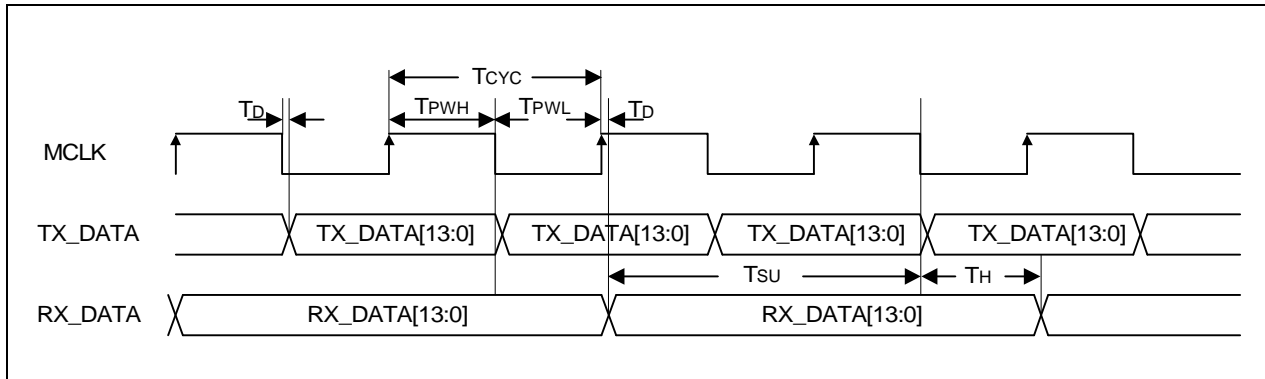 TCYC
TD TPWH TPWL TD
MCLK
TX_DATA TX_DATA[13:0] TX_DATA[13:0] TX_DATA[13:0] TX_DATA[13:0]
TSU TH
RX_DATA RX_DATA[13:0] RX_DATA[13:0]